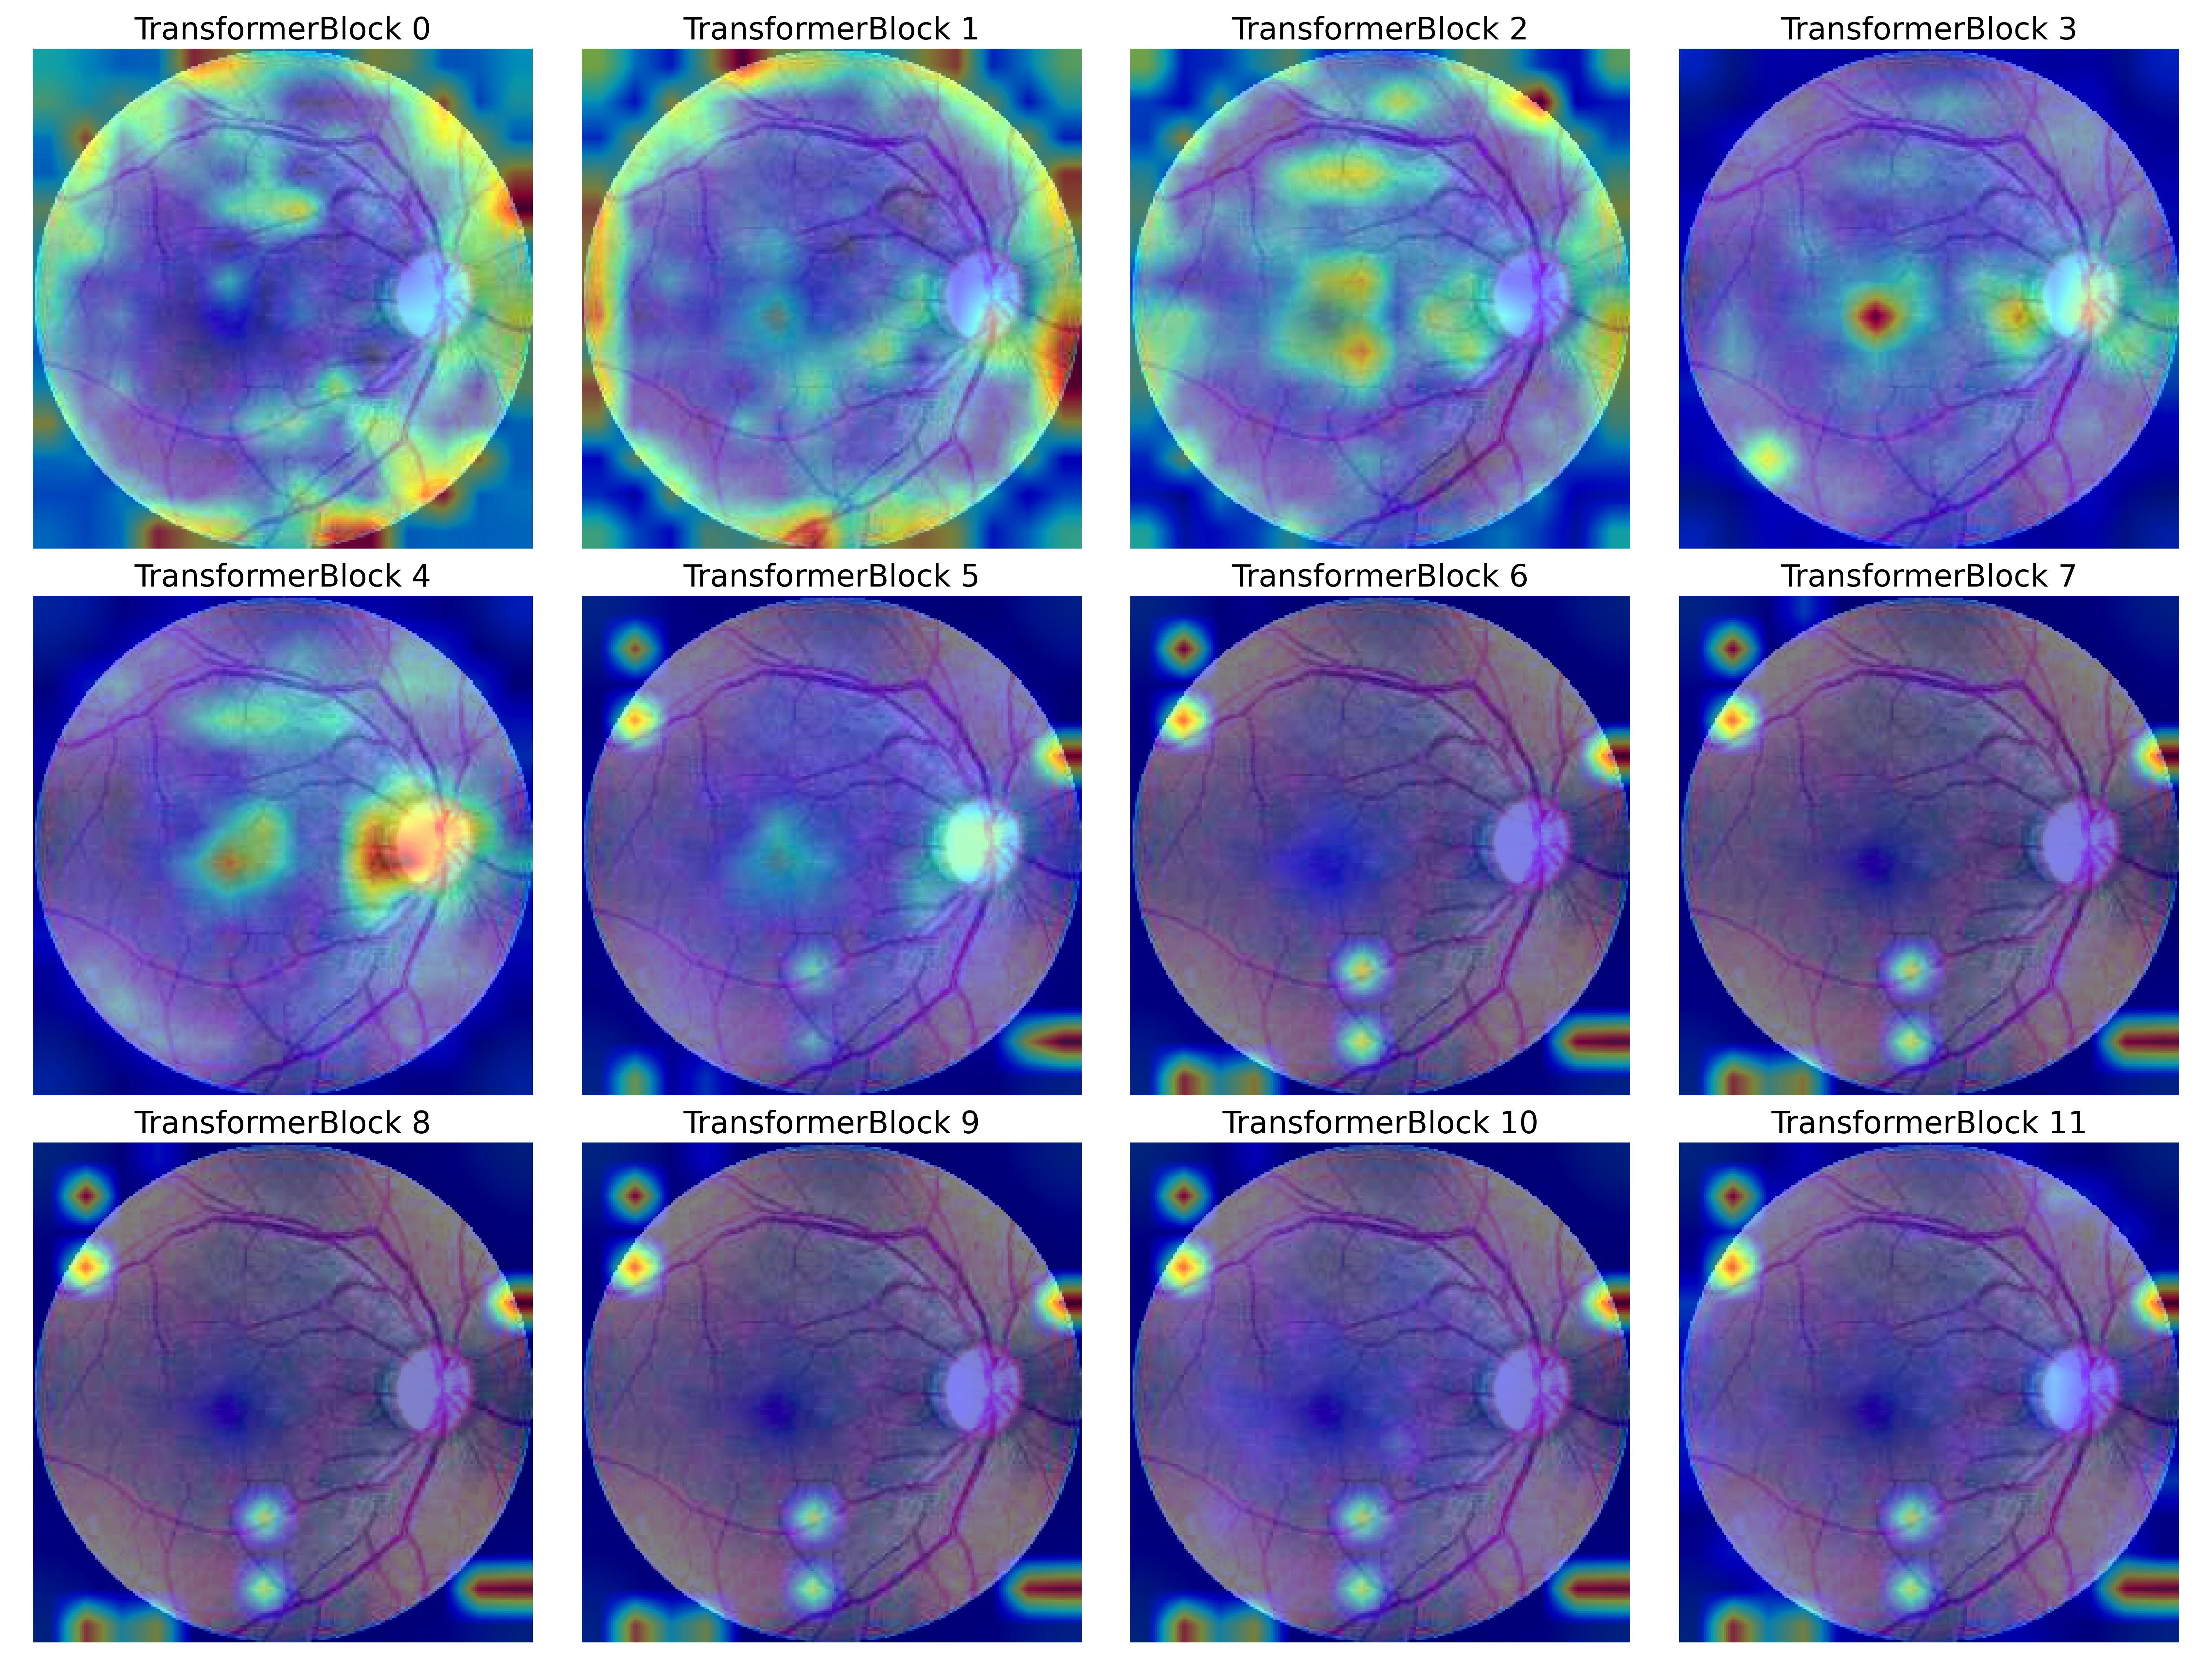 TransformerBlock 0
TransformerBlock 1
TransformerBlock 2
TransformerBlock 3
TransformerBlock 4
TransformerBlock 5
TransformerBlock 6
TransformerBlock 7
TransformerBlock 8
TransformerBlock 9
TransformerBlock 10
TransformerBlock 11